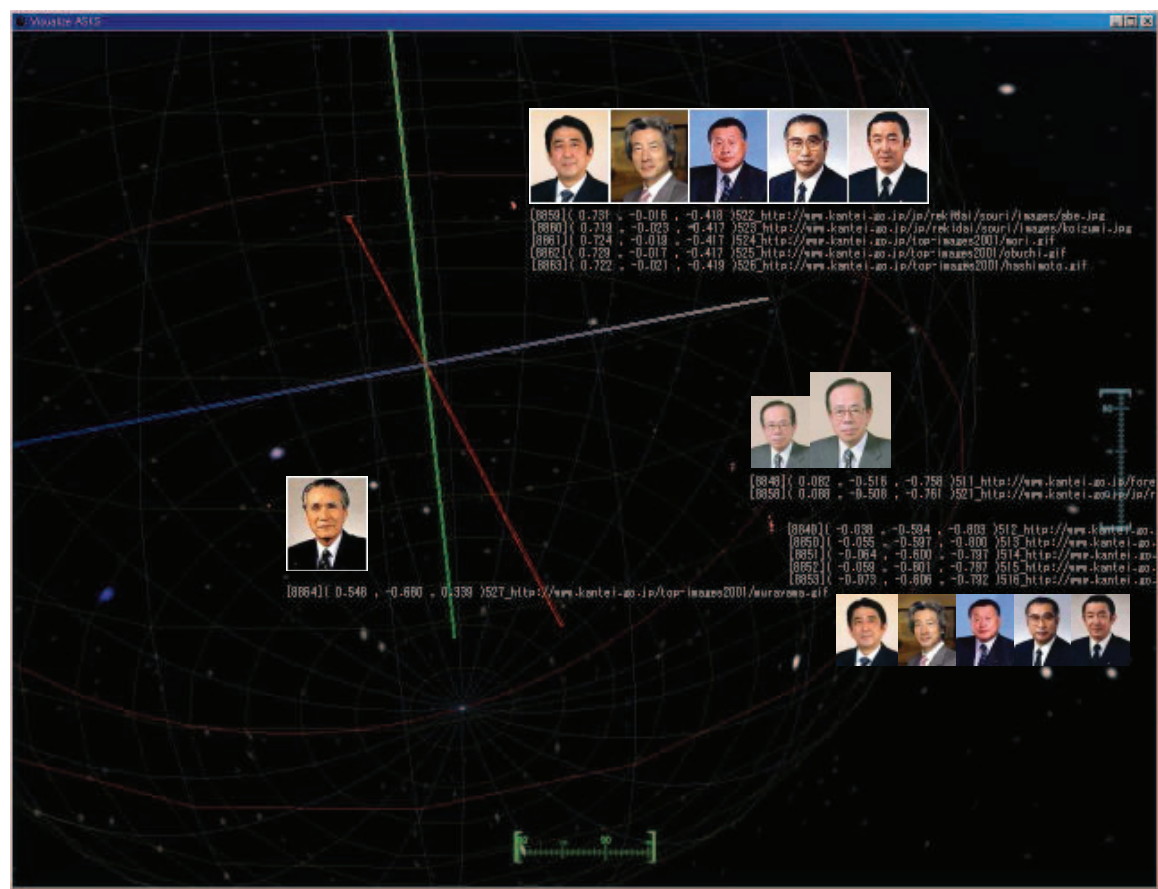 Visualize ASKS
[8859]( 0.731 , -0.016 , -0.418 )522_http://www.kantei.go.jp/jp/rekidai/souri/images/abe.jpg
[8860]( 0.719 , -0.023 , -0.417 )523_http://www.kantei.go.jp/jp/rekidai/souri/images/koizumi.jpg
[8861]( 0.724 , -0.019 , -0.417 )524_http://www.kantei.go.jp/top-images2001/mori.gif
[8862]( 0.729 , -0.017 , -0.417 )525_http://www.kantei.go.jp/top-images2001/obuchi.gif
[8863]( 0.722 , -0.021 , -0.419 )526_http://www.kantei.go.jp/top-images2001/hashimoto.gif
[8848]( 0.082 , -0.516 , -0.758 )511_http://www.kantei.go.jp/fore
[8858]( 0.088 , -0.508 , -0.761 )521_http://www.kantei.go.jp/jp/r
[8849]( -0.038 , -0.594 , -0.803 )512_http://www.kantei.go.
[8850]( -0.055 , -0.597 , -0.800 )513_http://www.kantei.go.
[8851]( -0.064 , -0.600 , -0.797 )514_http://www.kantei.go.
[8852]( -0.059 , -0.601 , -0.797 )515_http://www.kantei.go.
[8853]( -0.073 , -0.606 , -0.792 )516_http://www.kantei.go.
[8864]( 0.546 , -0.660 , 0.339 )527_http://www.kantei.go.jp/top-images2001/murayama.gif